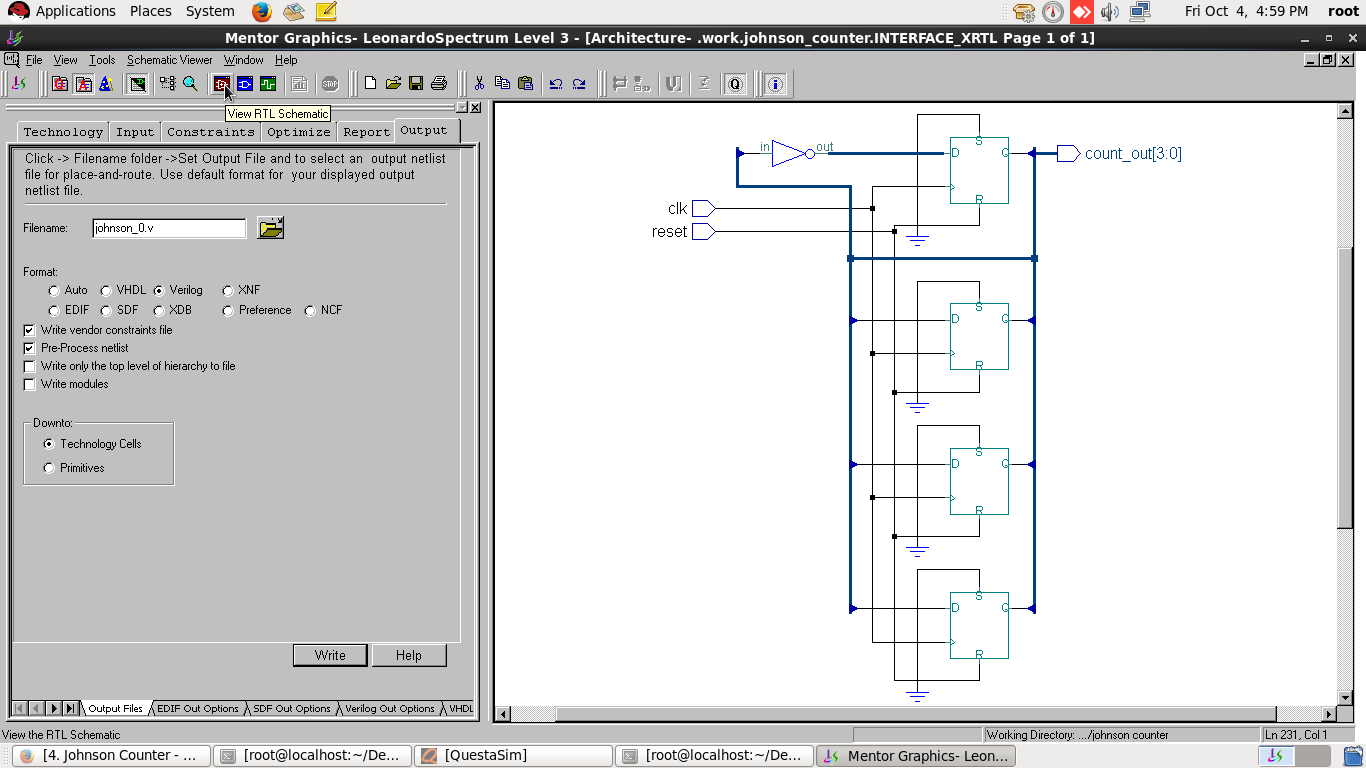 Applications Places System Fri Oct 4, 4:59 PM root
Mentor Graphics- LeonardoSpectrum Level 3 - [Architecture- .work.johnson_counter.INTERFACE_XRTL Page 1 of 1]
File View Tools Schematic Viewer Window Help
STOP Q i
View RTL Schematic
Technology Input Constraints Optimize Report Output
Click -> Filename folder ->Set Output File and to select an output netlist
file for place-and-route. Use default format for your displayed output
netlist file.
Filename: johnson_0.v
Format:
Auto VHDL Verilog XNF
EDIF SDF XDB Preference NCF
Write vendor constraints file
Pre-Process netlist
Write only the top level of hierarchy to file
Write modules
Downto:
Technology Cells
Primitives
Write Help
Output Files EDIF Out Options SDF Out Options Verilog Out Options VHDL
in out S D Q R count_out[3:0]
clk
reset
S
D Q
R
S
D Q
R
S
D Q
R
View the RTL Schematic Working Directory: .../johnson counter Ln 231, Col 1
[4. Johnson Counter - ... [root@localhost:~/De... [QuestaSim] [root@localhost:~/De... Mentor Graphics- Leon...